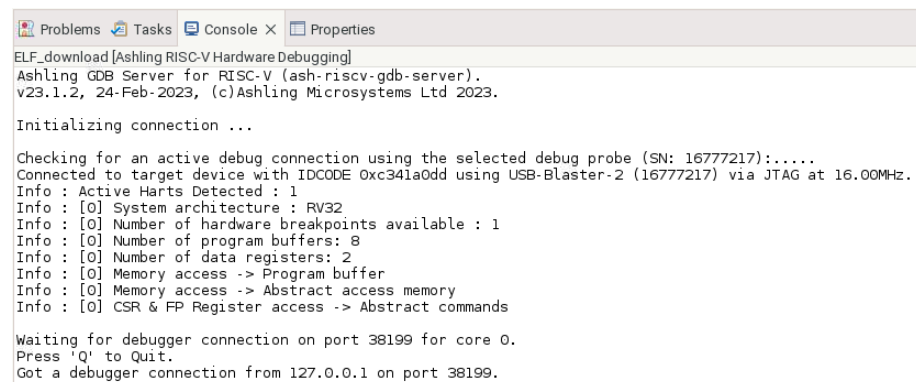 Problems Tasks Console Properties
ELF_download [Ashling RISC-V Hardware Debugging]
Ashling GDB Server for RISC-V (ash-riscv-gdb-server).
v23.1.2, 24-Feb-2023, (c)Ashling Microsystems Ltd 2023.
Initializing connection ...
Checking for an active debug connection using the selected debug probe (SN: 16777217):.....
Connected to target device with IDCODE 0xc341a0dd using USB-Blaster-2 (16777217) via JTAG at 16.00MHz.
Info : Active Harts Detected : 1
Info : [0] System architecture : RV32
Info : [0] Number of hardware breakpoints available : 1
Info : [0] Number of program buffers: 8
Info : [0] Number of data registers: 2
Info : [0] Memory access -> Program buffer
Info : [0] Memory access -> Abstract access memory
Info : [0] CSR & FP Register access -> Abstract commands
Waiting for debugger connection on port 38199 for core 0.
Press 'Q' to Quit.
Got a debugger connection from 127.0.0.1 on port 38199.